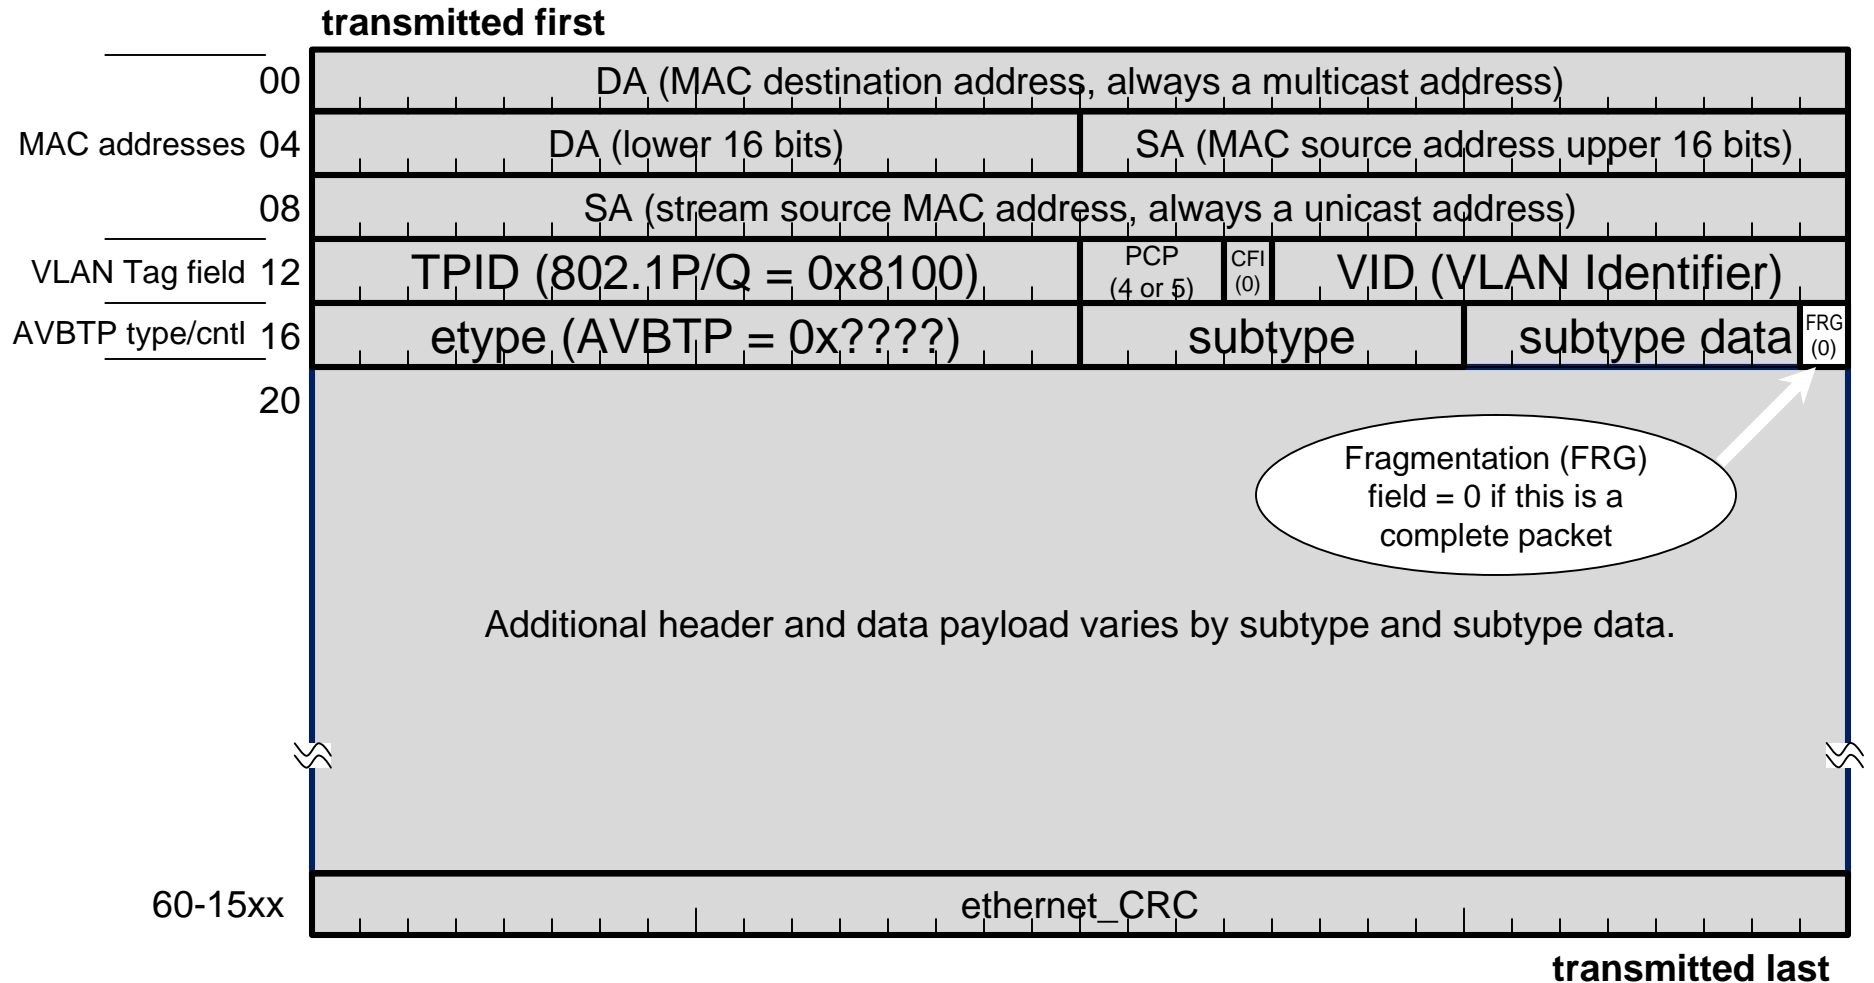 transmitted first
00 DA (MAC destination address, always a multicast address)
MAC addresses 04 DA (lower 16 bits) SA (MAC source address upper 16 bits)
08 SA (stream source MAC address, always a unicast address)
VLAN Tag field 12 TPID (802.1P/Q = 0x8100) PCP (4 or 5) CFI (0) VID (VLAN Identifier)
AVBTP type/cntl 16 etype (AVBTP = 0x????) subtype subtype data FRG (0)
20
Fragmentation (FRG)
field = 0 if this is a
complete packet
Additional header and data payload varies by subtype and subtype data.
60-15xx ethernet_CRC
transmitted last